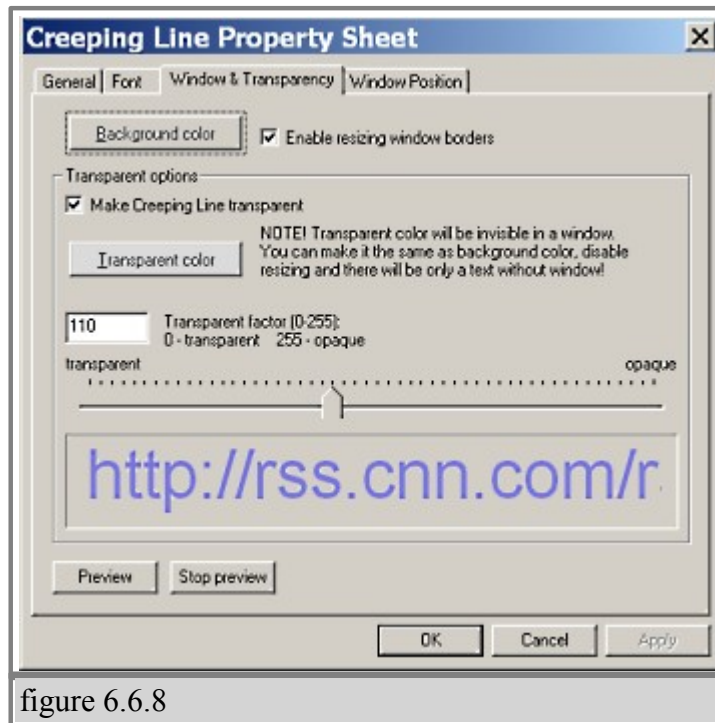 Creeping Line Property Sheet
General Font Window & Transparency Window Position
Background color Enable resizing window borders
Transparent options
Make Creeping Line transparent
Transparent color
NOTE! Transparent color will be invisible in a window.
You can make it the same as background color, disable
resizing and there will be only a text without window!
110
Transparent factor (0-255):
0 - transparent 255 - opaque
transparent opaque
http://rss.cnn.com/r
Preview Stop preview
OK Cancel Apply
figure 6.6.8